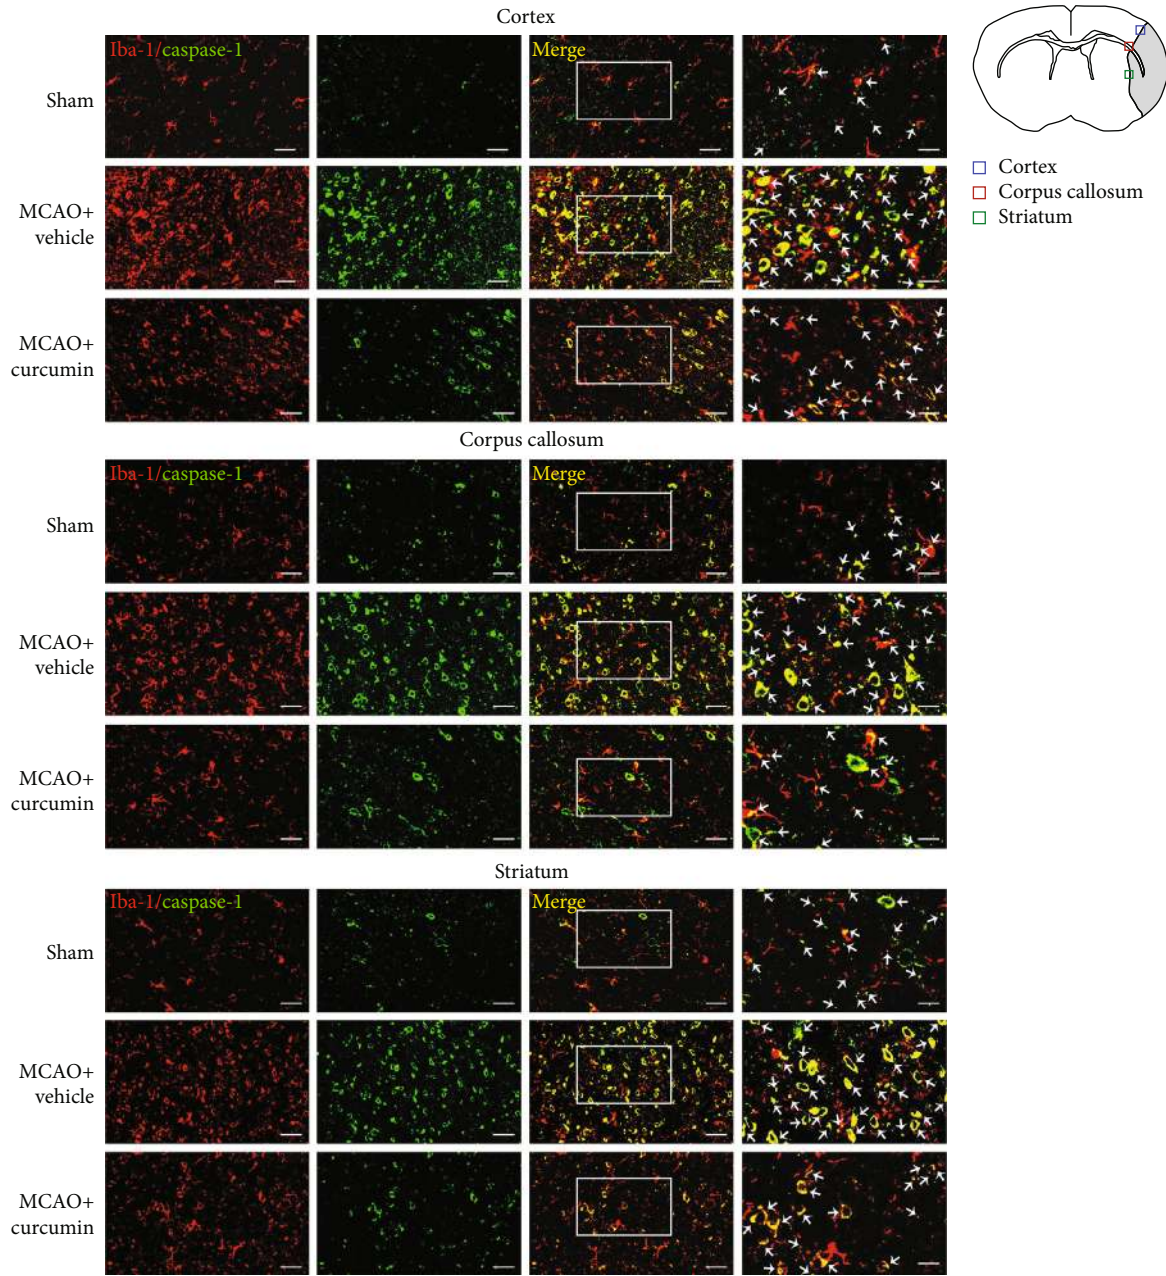 Cortex
Iba-1/caspase-1
Merge
Sham
MCAO+
vehicle
MCAO+
curcumin
Cortex
Corpus callosum
Striatum
Corpus callosum
Iba-1/caspase-1
Merge
Sham
MCAO+
vehicle
MCAO+
curcumin
Striatum
Iba-1/caspase-1
Merge
Sham
MCAO+
vehicle
MCAO+
curcumin